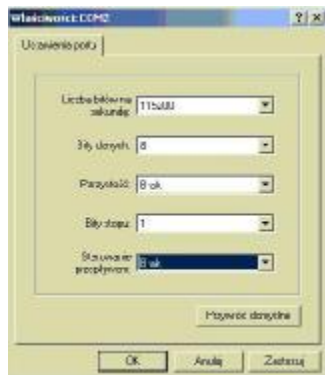 Właściwości: COM2
Ustawienia portu
Liczba bitów na
sekundę: 115200
Bity danych: 8
Parzystość: Brak
Bity stopu: 1
Sterowanie
przepływem: Brak
Przywróć domyślne
OK Anuluj Zastosuj